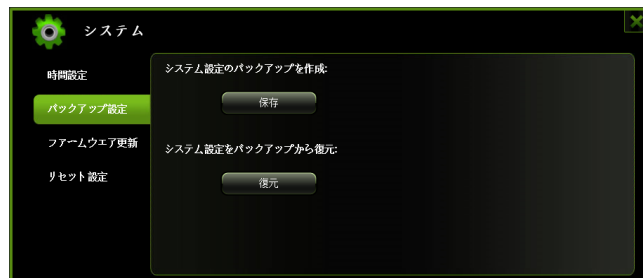 システム
時間設定
バックアップ設定
ファームウエア更新
リセット設定
システム設定のバックアップを作成:
保存
システム設定をバックアップから復元:
復元